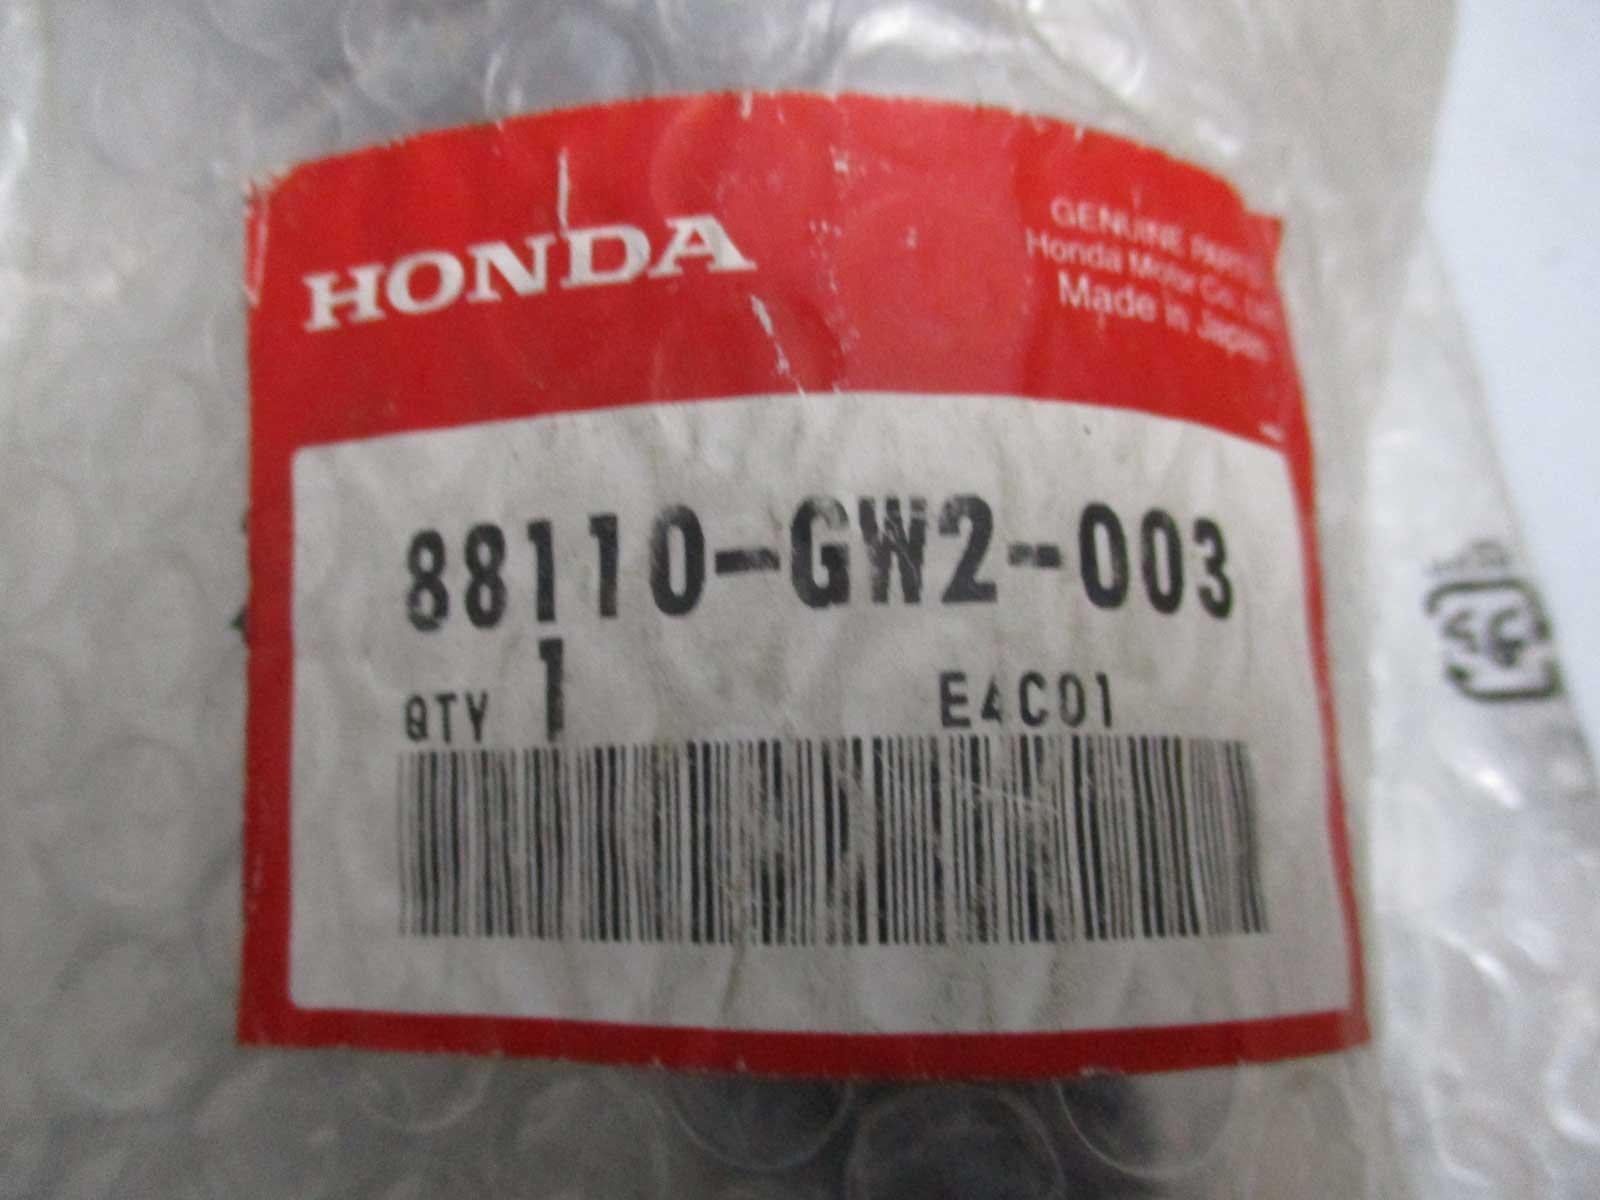 HONDA
GENUINE PARTS
Honda Motor Co., Ltd.
Made in Japan
88110-GW2-003
QTY 1
E4C01